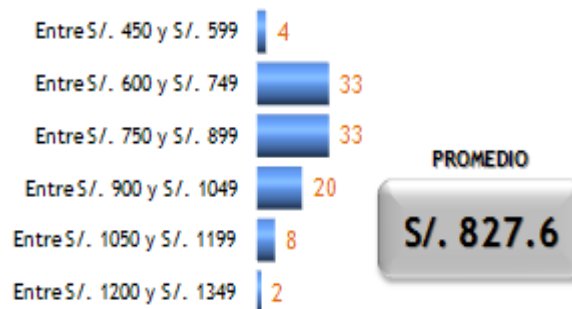 Entre S/. 450 y S/. 599 4
Entre S/. 600 y S/. 749 33
Entre S/. 750 y S/. 899 33
Entre S/. 900 y S/. 1049 20
Entre S/. 1050 y S/. 1199 8
Entre S/. 1200 y S/. 1349 2
PROMEDIO
S/. 827.6